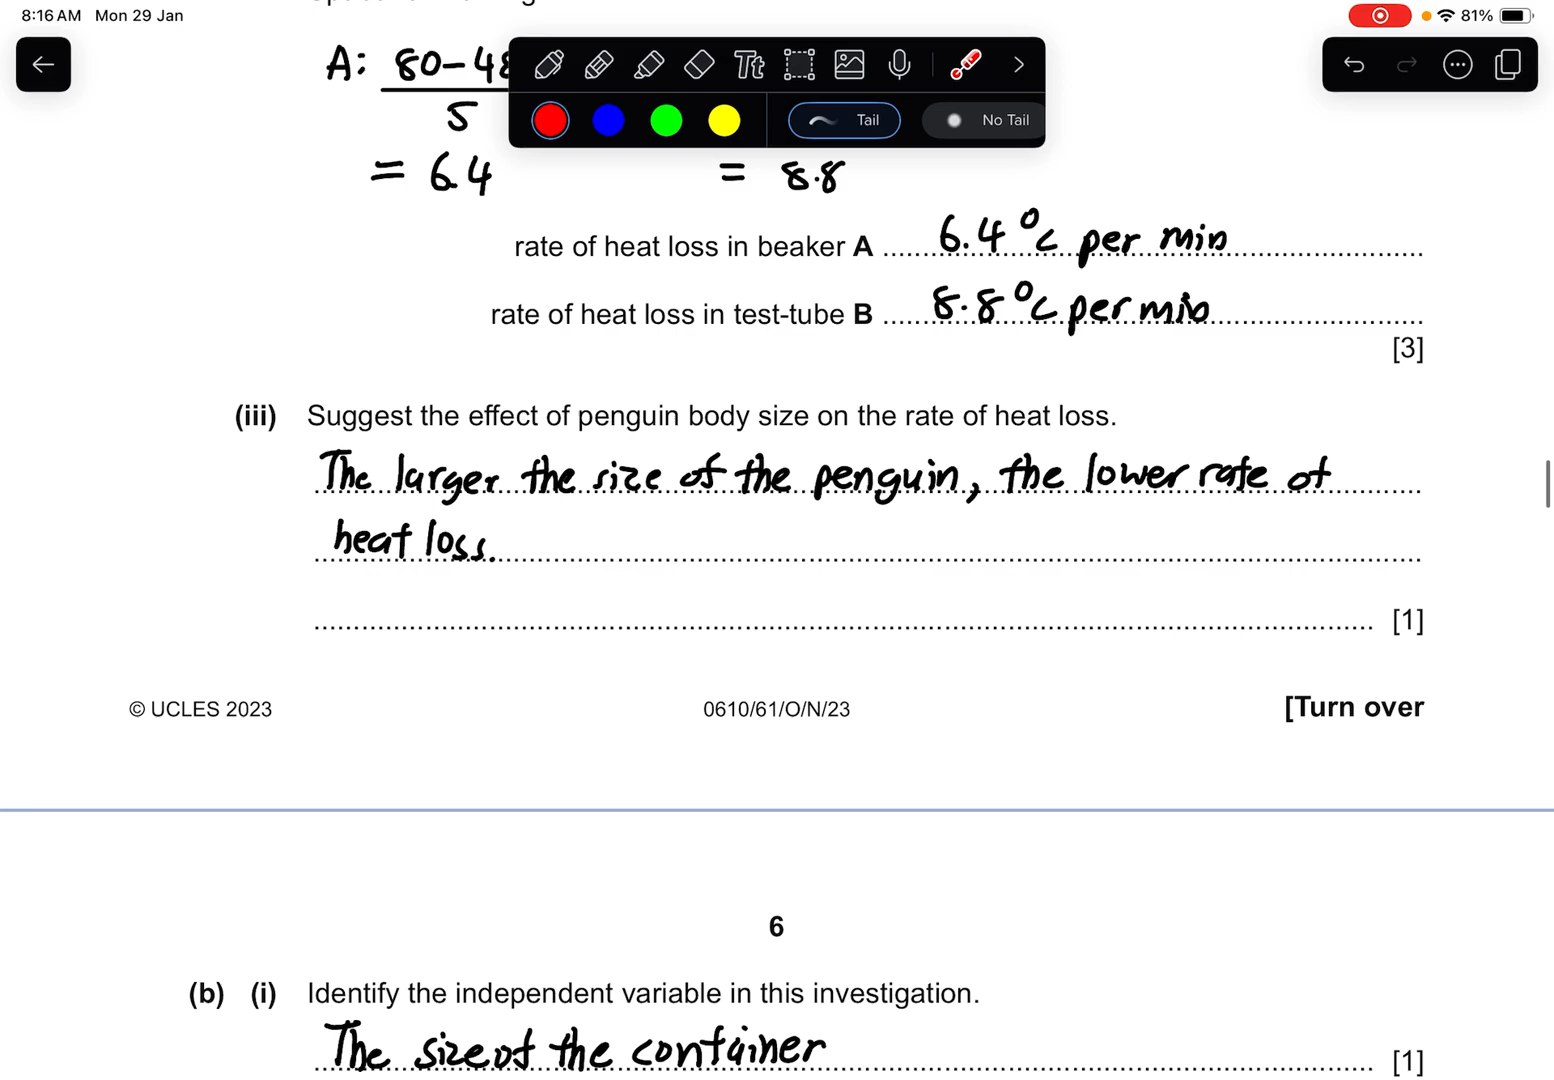 8:16 AM Mon 29 Jan
81%
A: 80-48
5
= 6.4
= 8.8
Tt
Tail
No Tail
rate of heat loss in beaker A ........ 6.4 °C per min ........
rate of heat loss in test-tube B ........ 8.8 °C per min ........
[3]
(iii) Suggest the effect of penguin body size on the rate of heat loss.
The larger the size of the penguin, the lower rate of
heat loss.
[1]
© UCLES 2023
0610/61/O/N/23
[Turn over
6
(b) (i) Identify the independent variable in this investigation.
The size of the container
[1]